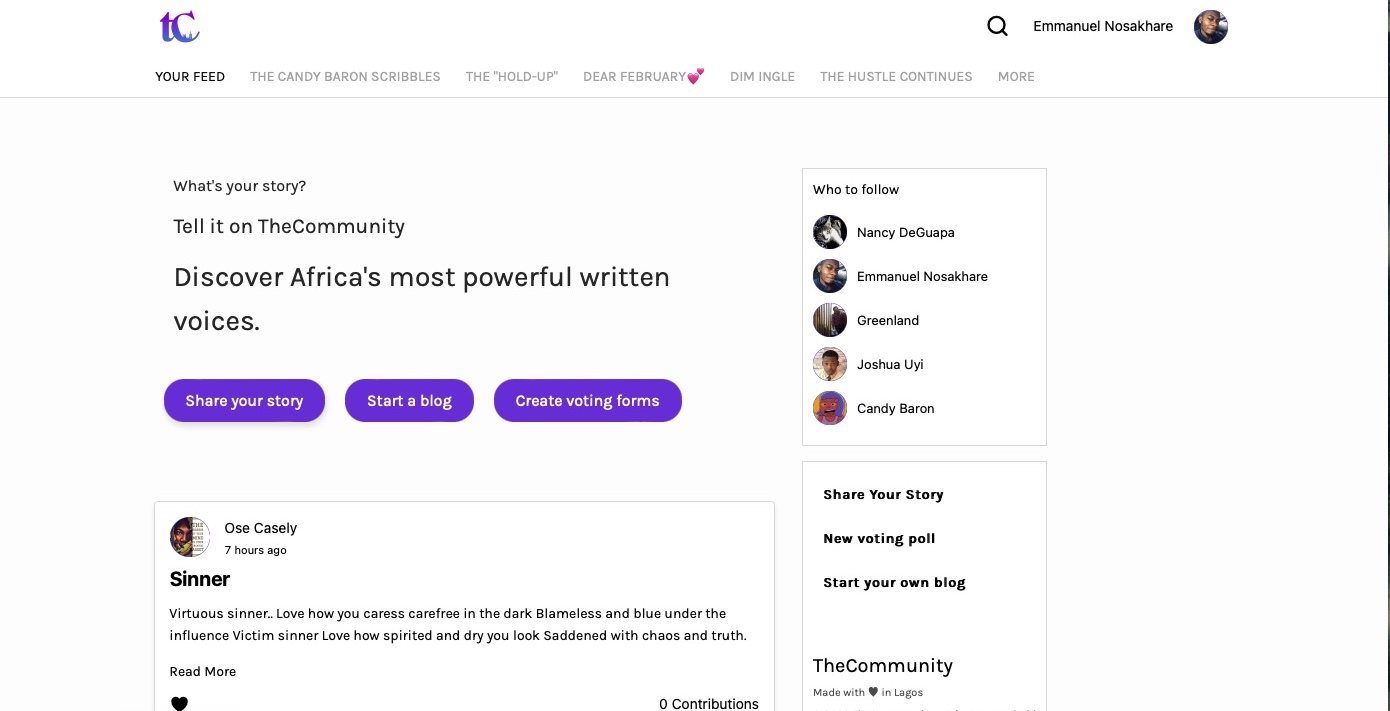 tC
Emmanuel Nosakhare
YOUR FEED THE CANDY BARON SCRIBBLES THE "HOLD-UP" DEAR FEBRUARY💕 DIM INGLE THE HUSTLE CONTINUES MORE
What's your story?
Tell it on TheCommunity
Discover Africa's most powerful written
voices.
Share your story Start a blog Create voting forms
Ose Casely
7 hours ago
Sinner
Virtuous sinner.. Love how you caress carefree in the dark Blameless and blue under the
influence Victim sinner Love how spirited and dry you look Saddened with chaos and truth.
Read More
0 Contributions
Who to follow
Nancy DeGuapa
Emmanuel Nosakhare
Greenland
Joshua Uyi
Candy Baron
Share Your Story
New voting poll
Start your own blog
TheCommunity
Made with 🖤 in Lagos